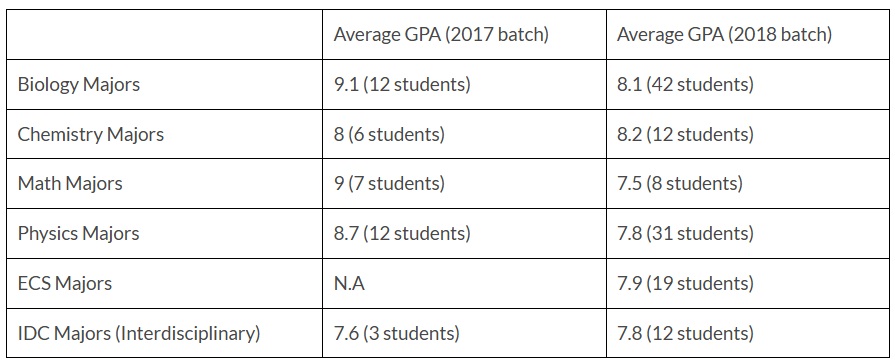 Average GPA (2017 batch) Average GPA (2018 batch)
Biology Majors 9.1 (12 students) 8.1 (42 students)
Chemistry Majors 8 (6 students) 8.2 (12 students)
Math Majors 9 (7 students) 7.5 (8 students)
Physics Majors 8.7 (12 students) 7.8 (31 students)
ECS Majors N.A 7.9 (19 students)
IDC Majors (Interdisciplinary) 7.6 (3 students) 7.8 (12 students)